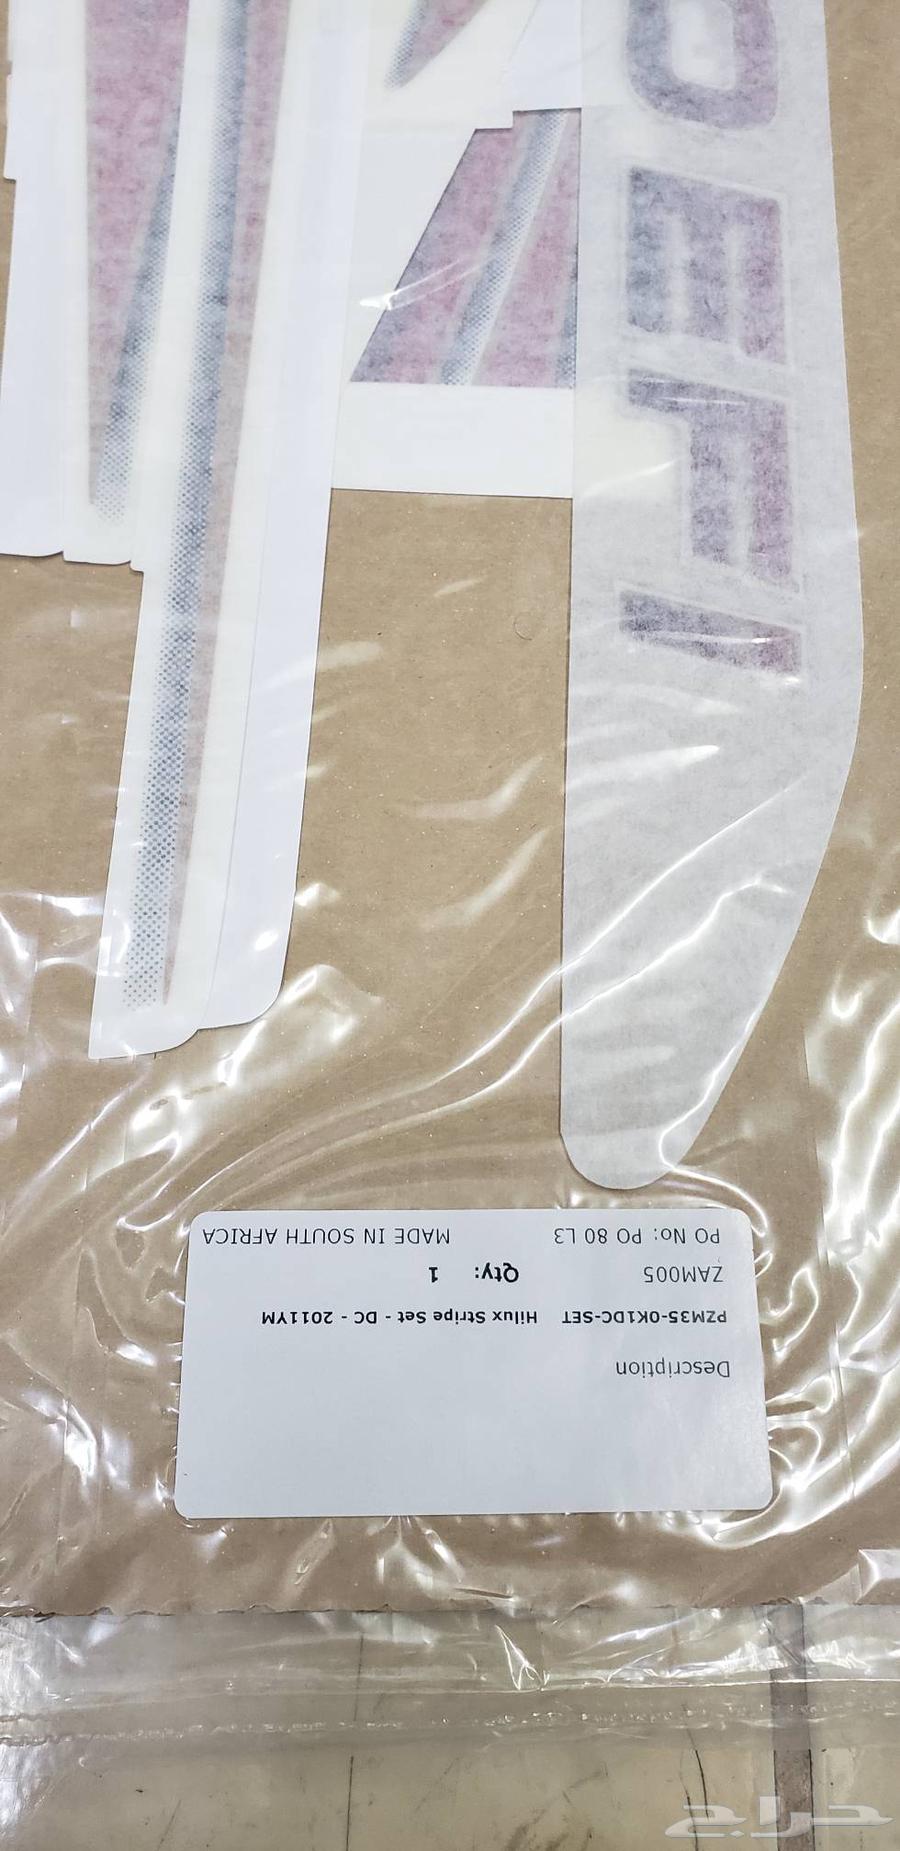 Description
PZM35-0K1DC-SET Hilux Stripe Set - DC - 2011YM
ZAM005 Qty: 1
PO No: PO 80 L3 MADE IN SOUTH AFRICA
حراج